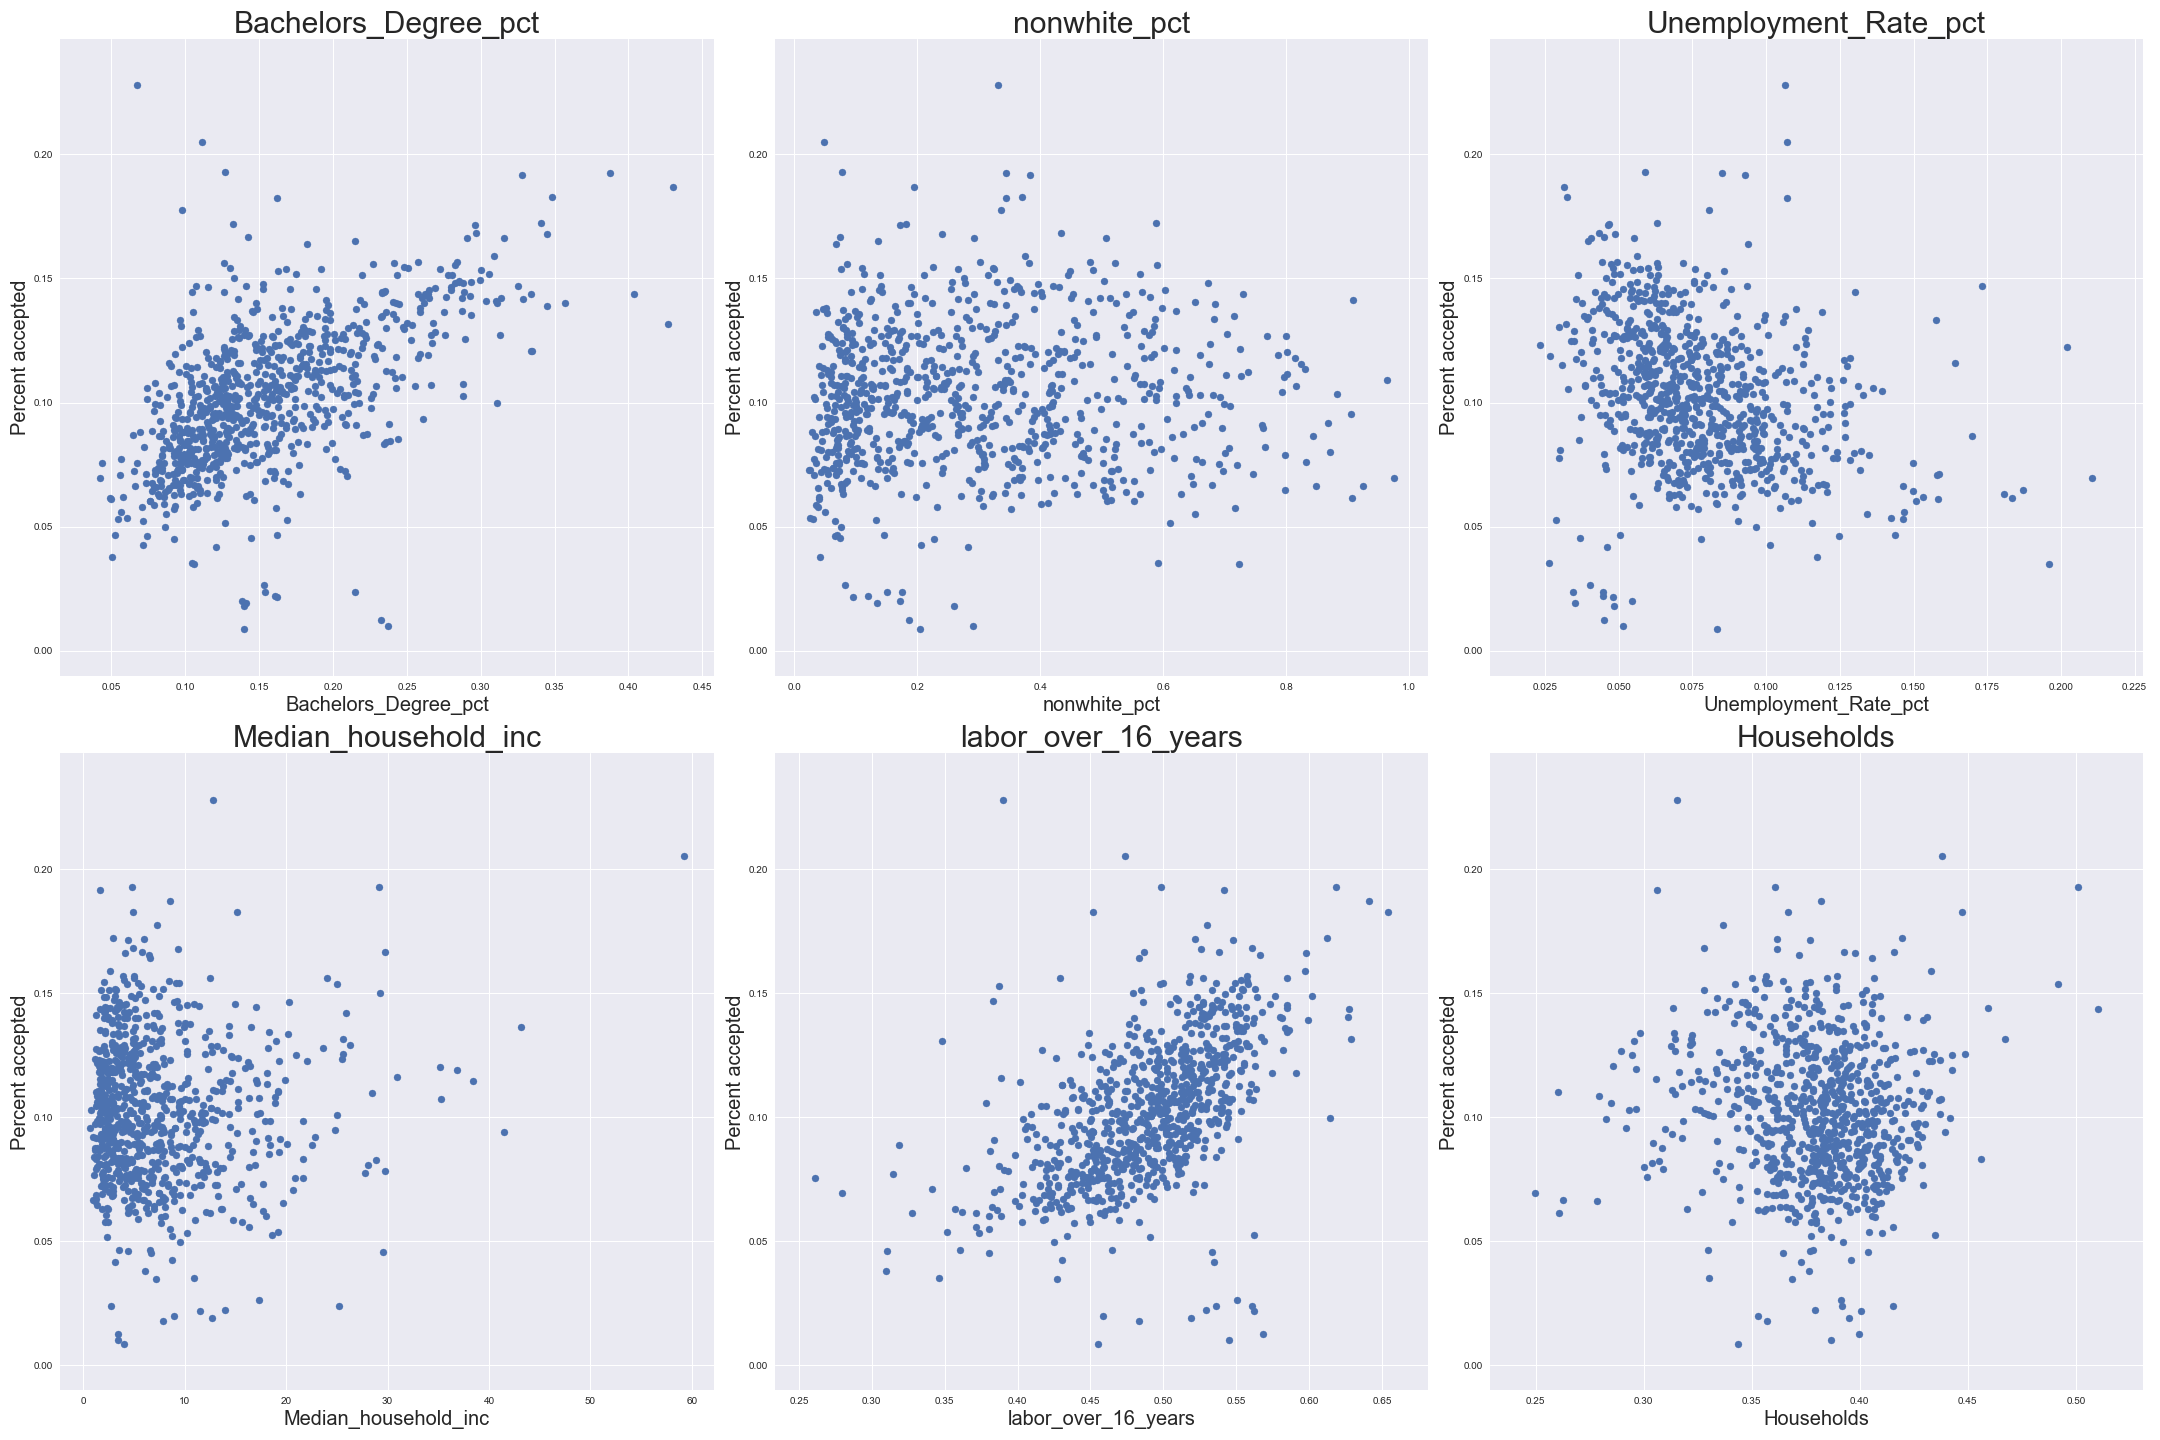 Bachelors_Degree_pct
Percent accepted
0.20
0.15
0.10
0.05
0.00
0.05 0.10 0.15 0.20 0.25 0.30 0.35 0.40 0.45
Bachelors_Degree_pct
nonwhite_pct
Percent accepted
0.20
0.15
0.10
0.05
0.00
0.0 0.2 0.4 0.6 0.8 1.0
nonwhite_pct
Unemployment_Rate_pct
Percent accepted
0.20
0.15
0.10
0.05
0.00
0.025 0.050 0.075 0.100 0.125 0.150 0.175 0.200 0.225
Unemployment_Rate_pct
Median_household_inc
Percent accepted
0.20
0.15
0.10
0.05
0.00
0 10 20 30 40 50 60
Median_household_inc
labor_over_16_years
Percent accepted
0.20
0.15
0.10
0.05
0.00
0.25 0.30 0.35 0.40 0.45 0.50 0.55 0.60 0.65
labor_over_16_years
Households
Percent accepted
0.20
0.15
0.10
0.05
0.00
0.25 0.30 0.35 0.40 0.45 0.50
Households